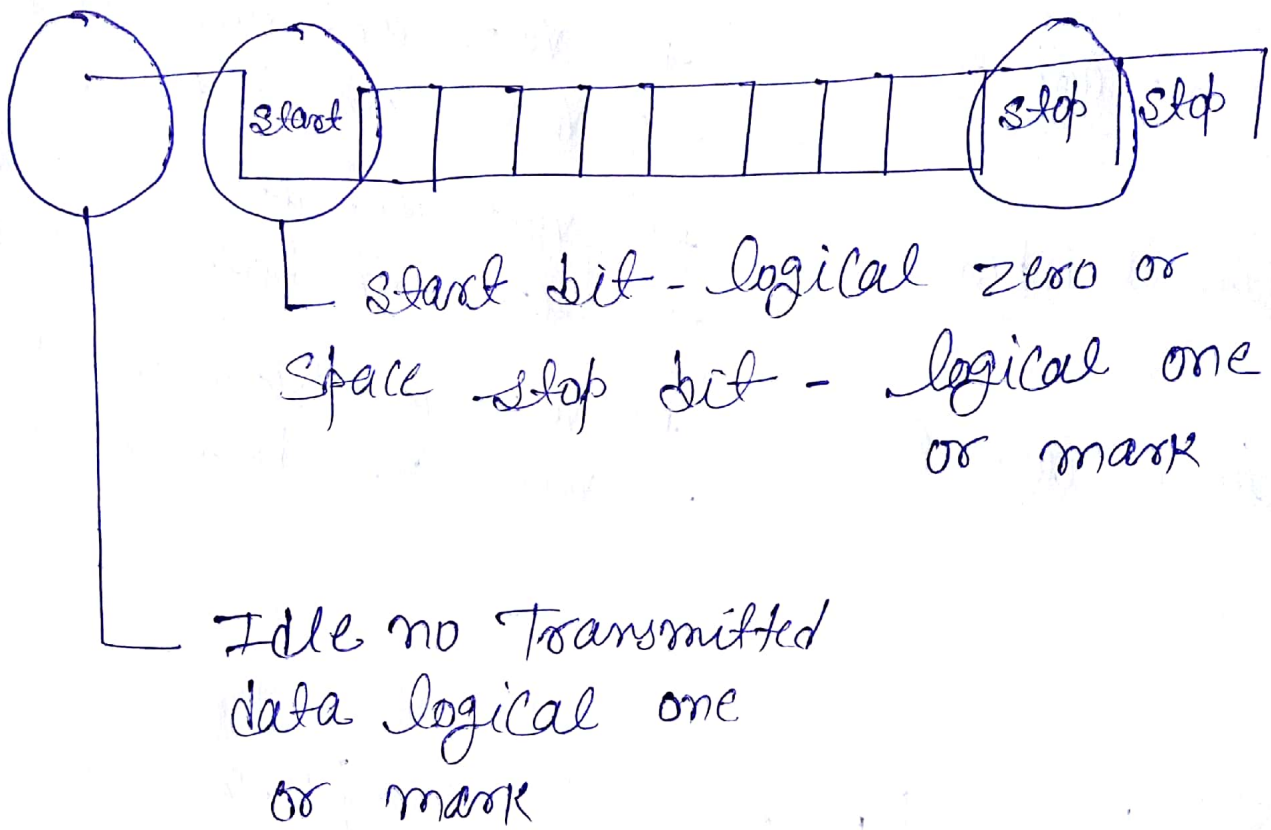 start stop stop
start bit - logical zero or
space stop bit - logical one
or mark
Idle no Transmitted
data logical one
or mark